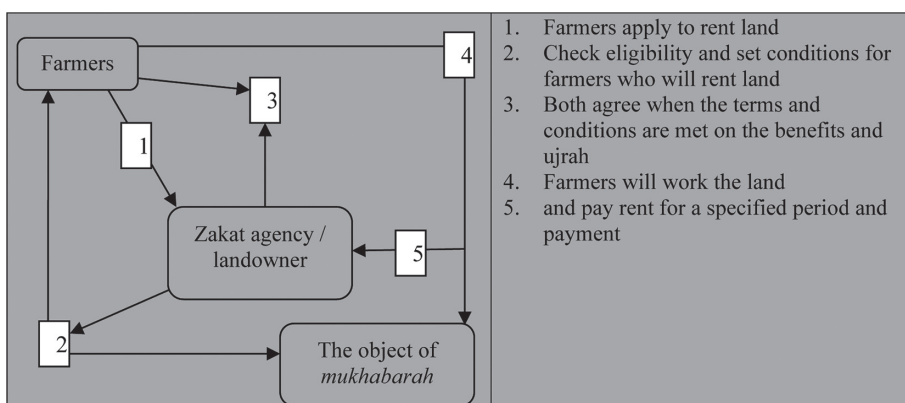 Farmers
4
3
1
Zakat agency /
landowner
5
2
The object of
mukhabarah
1. Farmers apply to rent land
2. Check eligibility and set conditions for
farmers who will rent land
3. Both agree when the terms and
conditions are met on the benefits and
ujrah
4. Farmers will work the land
5. and pay rent for a specified period and
payment